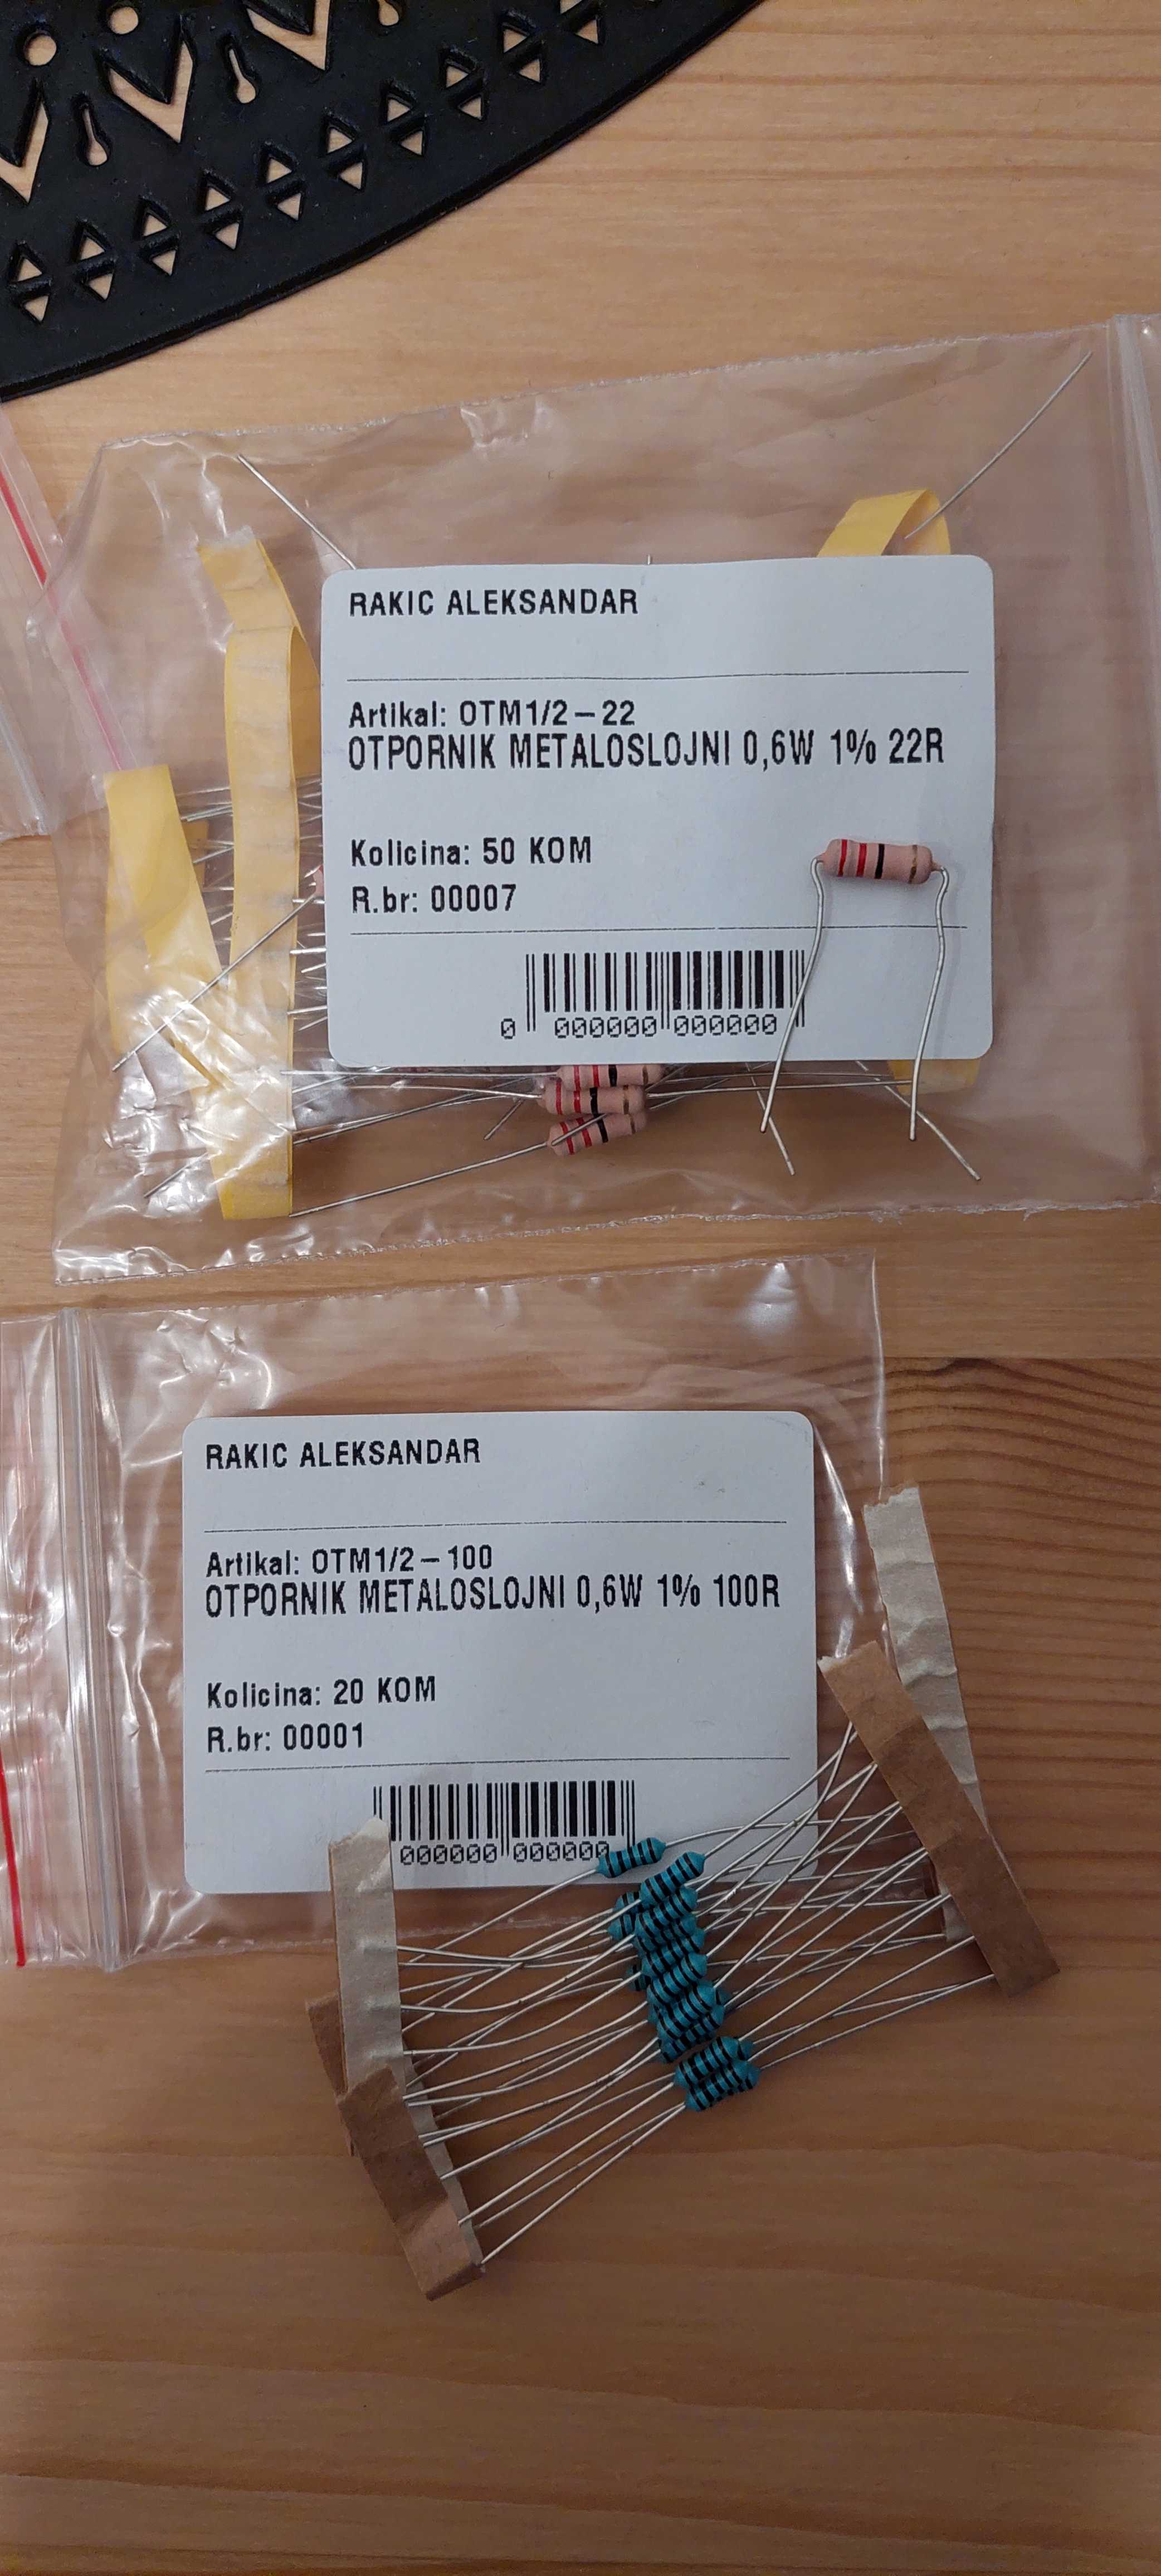 RAKIC ALEKSANDAR
Artikal: OTM1/2-22
OTPORNIK METALOSLOJNI 0,6W 1% 22R
Kolicina: 50 KOM
R.br: 00007
0 000000 000000
RAKIC ALEKSANDAR
Artikal: OTM1/2-100
OTPORNIK METALOSLOJNI 0,6W 1% 100R
Kolicina: 20 KOM
R.br: 00001
000000 000000